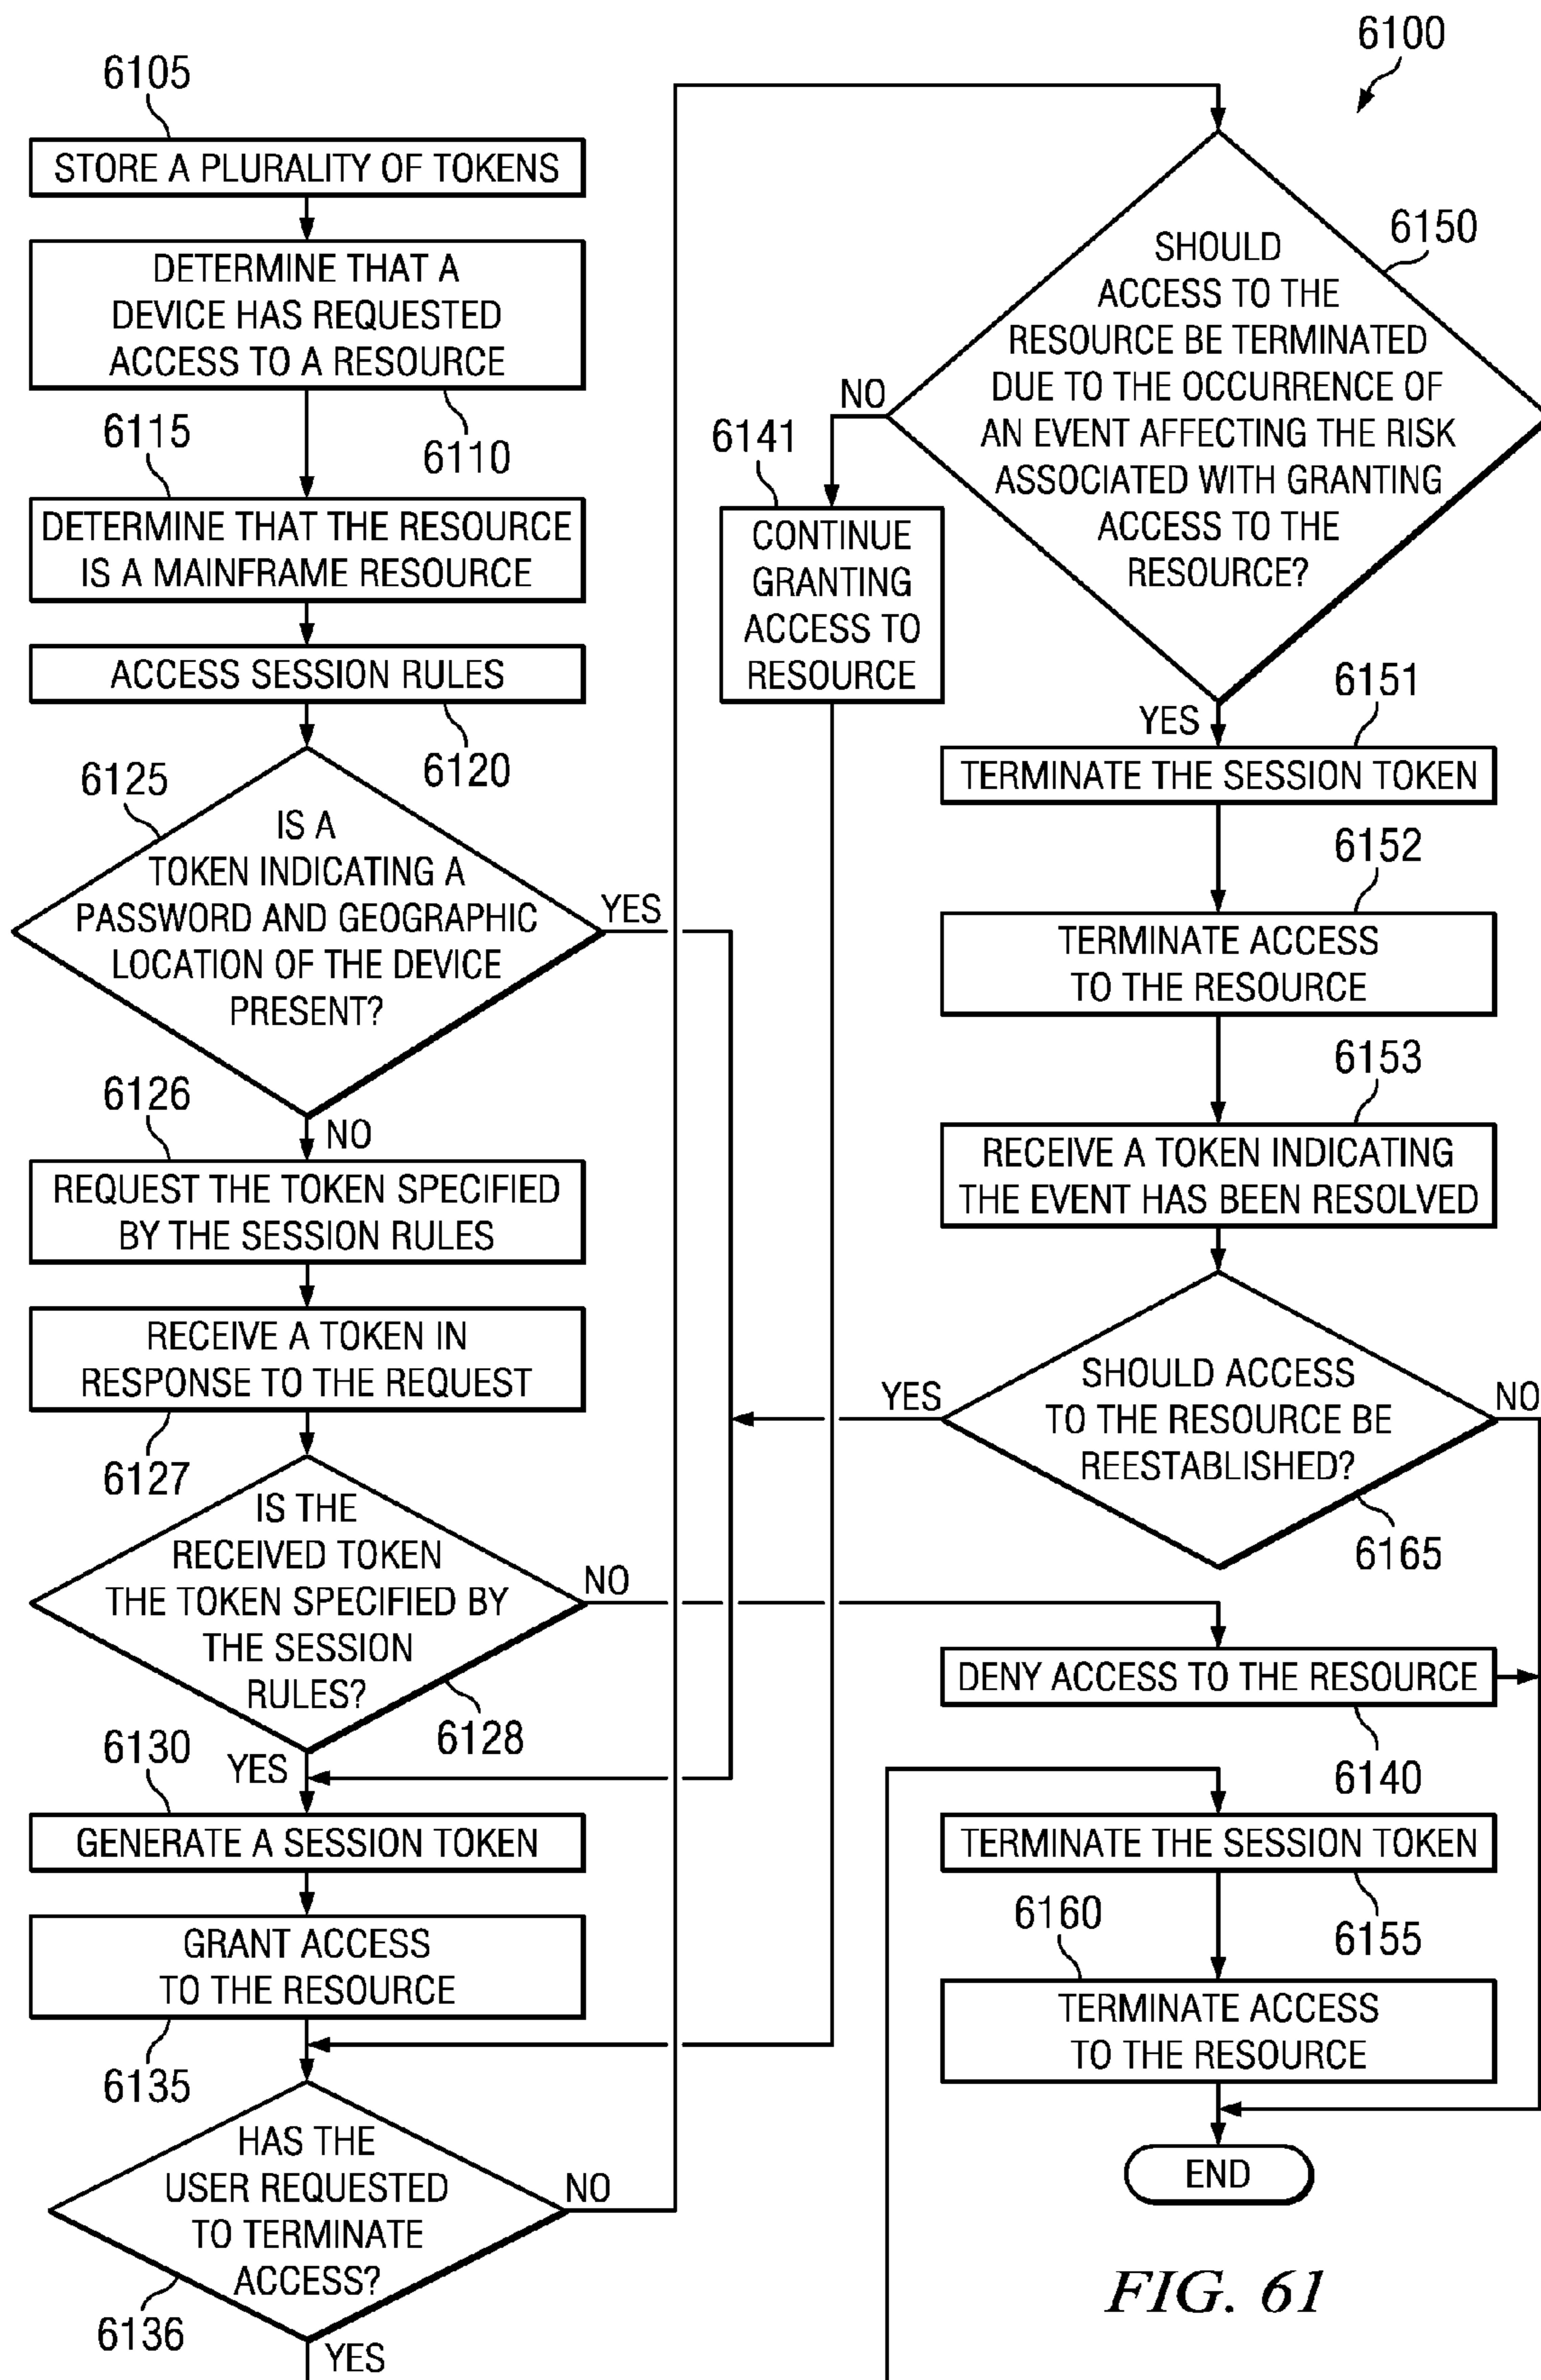 6100
6105
STORE A PLURALITY OF TOKENS
DETERMINE THAT A
DEVICE HAS REQUESTED
ACCESS TO A RESOURCE
6110
6115
DETERMINE THAT THE RESOURCE
IS A MAINFRAME RESOURCE
ACCESS SESSION RULES
6120
6125
IS A
TOKEN INDICATING A
PASSWORD AND GEOGRAPHIC
LOCATION OF THE DEVICE
PRESENT?
YES
NO
6126
REQUEST THE TOKEN SPECIFIED
BY THE SESSION RULES
RECEIVE A TOKEN IN
RESPONSE TO THE REQUEST
6127
IS THE
RECEIVED TOKEN
THE TOKEN SPECIFIED BY
THE SESSION
RULES?
NO
6128
YES
6130
GENERATE A SESSION TOKEN
GRANT ACCESS
TO THE RESOURCE
6135
HAS THE
USER REQUESTED
TO TERMINATE
ACCESS?
NO
6136
YES
6150
SHOULD
ACCESS TO THE
RESOURCE BE TERMINATED
DUE TO THE OCCURRENCE OF
AN EVENT AFFECTING THE RISK
ASSOCIATED WITH GRANTING
ACCESS TO THE
RESOURCE?
NO
6141
CONTINUE
GRANTING
ACCESS TO
RESOURCE
YES
6151
TERMINATE THE SESSION TOKEN
6152
TERMINATE ACCESS
TO THE RESOURCE
6153
RECEIVE A TOKEN INDICATING
THE EVENT HAS BEEN RESOLVED
SHOULD ACCESS
TO THE RESOURCE BE
REESTABLISHED?
YES
NO
6165
DENY ACCESS TO THE RESOURCE
6140
TERMINATE THE SESSION TOKEN
6155
6160
TERMINATE ACCESS
TO THE RESOURCE
END
FIG. 61